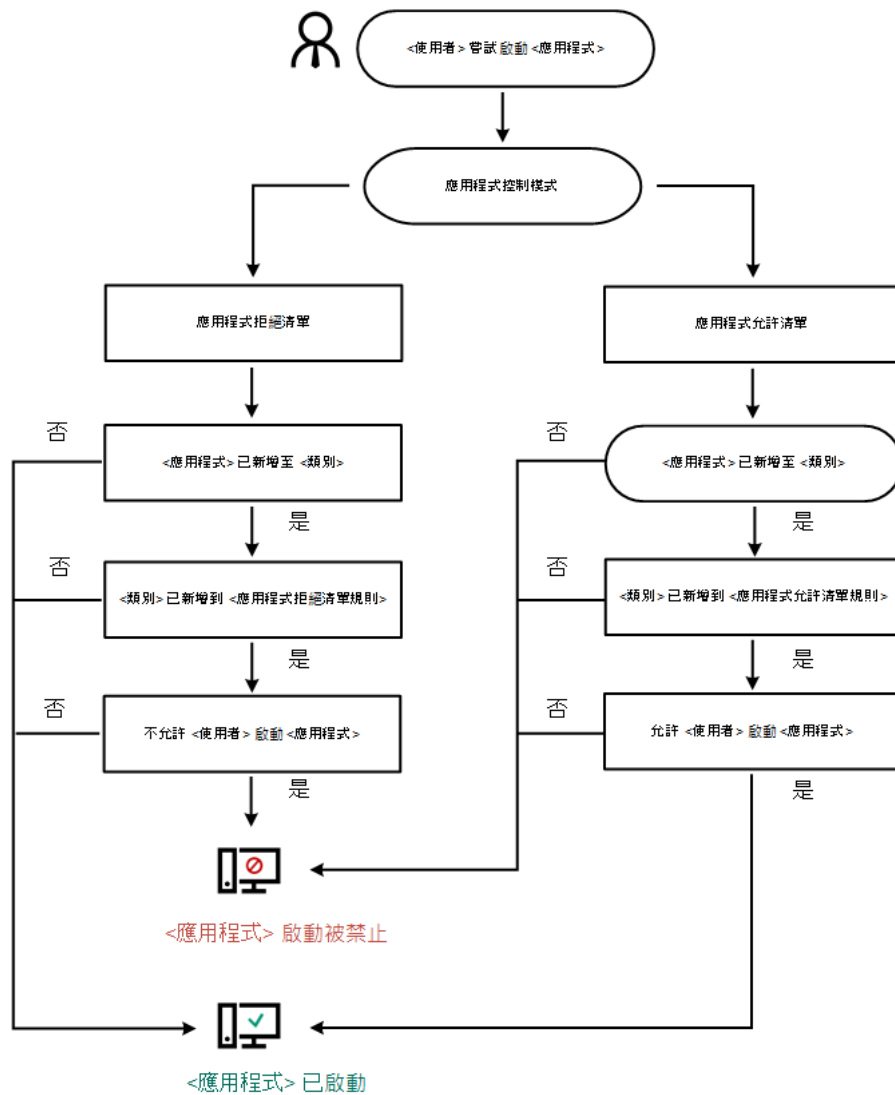 <使用者> 嘗試 啟動 <應用程式>
應用程式控制模式
應用程式拒絕清單
應用程式允許清單
否
<應用程式> 已新增至 <類別>
是
否
<應用程式> 已新增至 <類別>
是
否
<類別> 已新增到 <應用程式拒絕清單規則>
是
否
<類別> 已新增到 <應用程式允許清單規則>
是
否
不允許 <使用者> 啟動 <應用程式>
是
否
允許 <使用者> 啟動 <應用程式>
是
<應用程式> 啟動被禁止
<應用程式> 已啟動